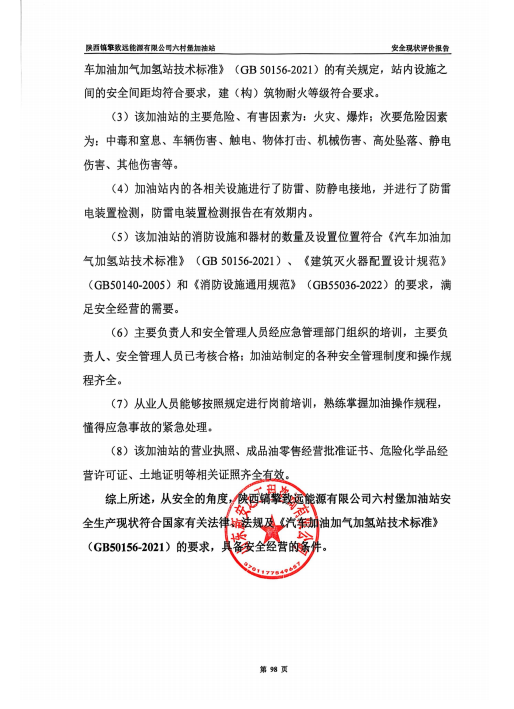 陕西镐擎致远能源有限公司六村堡加油站 安全现状评价报告
车加油加气加氢站技术标准》（GB 50156-2021）的有关规定，站内设施之
间的安全间距均符合要求，建（构）筑物耐火等级符合要求。
（3）该加油站的主要危险、有害因素为：火灾、爆炸；次要危险因素
为：中毒和窒息、车辆伤害、触电、物体打击、机械伤害、高处坠落、静电
伤害、其他伤害等。
（4）加油站内的各相关设施进行了防雷、防静电接地，并进行了防雷
电装置检测，防雷电装置检测报告在有效期内。
（5）该加油站的消防设施和器材的数量及设置位置符合《汽车加油加
气加氢站技术标准》（GB 50156-2021）、《建筑灭火器配置设计规范》
（GB50140-2005）和《消防设施通用规范》（GB55036-2022）的要求，满
足安全经营的需要。
（6）主要负责人和安全管理人员经应急管理部门组织的培训，主要负
责人、安全管理人员已考核合格；加油站制定的各种安全管理制度和操作规
程齐全。
（7）从业人员能够按照规定进行岗前培训，熟练掌握加油操作规程，
懂得应急事故的紧急处理。
（8）该加油站的营业执照、成品油零售经营批准证书、危险化学品经
营许可证、土地证明等相关证照齐全有效。
综上所述，从安全的角度，陕西镐擎致远能源有限公司六村堡加油站安
全生产现状符合国家有关法律、法规及《汽车加油加气加氢站技术标准》
（GB50156-2021）的要求，具备安全经营的条件。
第 98 页